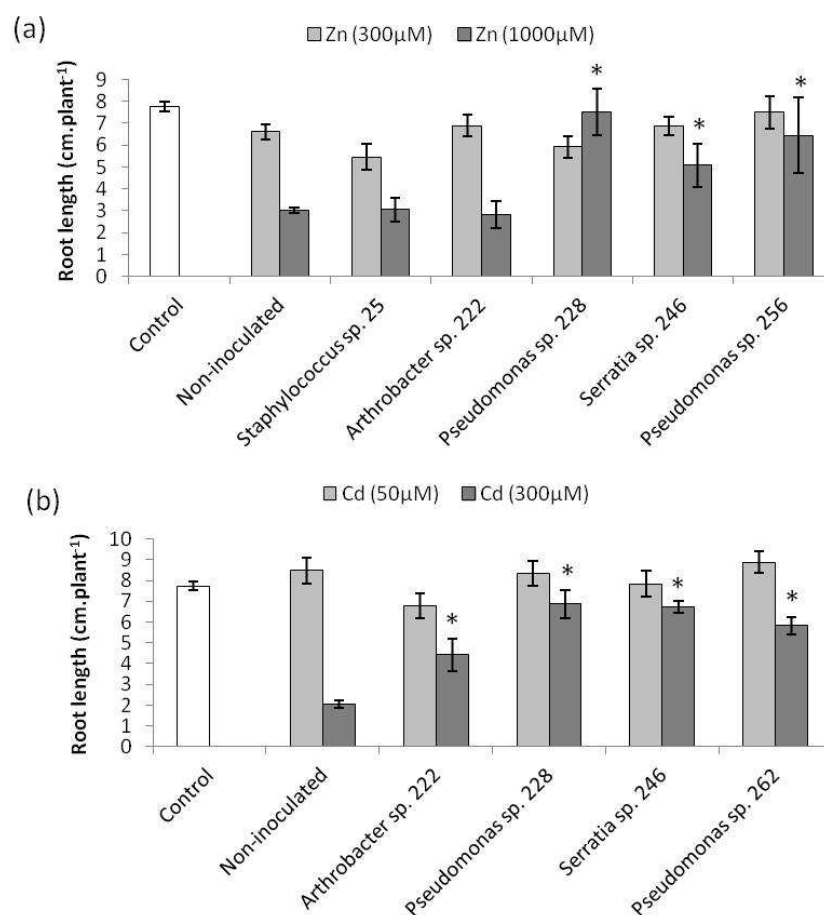 (a)
Zn (300µM) Zn (1000µM)
Root length (cm.plant-1)
9
8
7
6
5
4
3
2
1
0
* * *
Control
Non-inoculated
Staphylococcus sp. 25
Arthrobacter sp. 222
Pseudomonas sp. 228
Serratia sp. 246
Pseudomonas sp. 256
(b)
Cd (50µM) Cd (300µM)
Root length (cm.plant-1)
10
9
8
7
6
5
4
3
2
1
0
* * * *
Control
Non-inoculated
Arthrobacter sp. 222
Pseudomonas sp. 228
Serratia sp. 246
Pseudomonas sp. 262